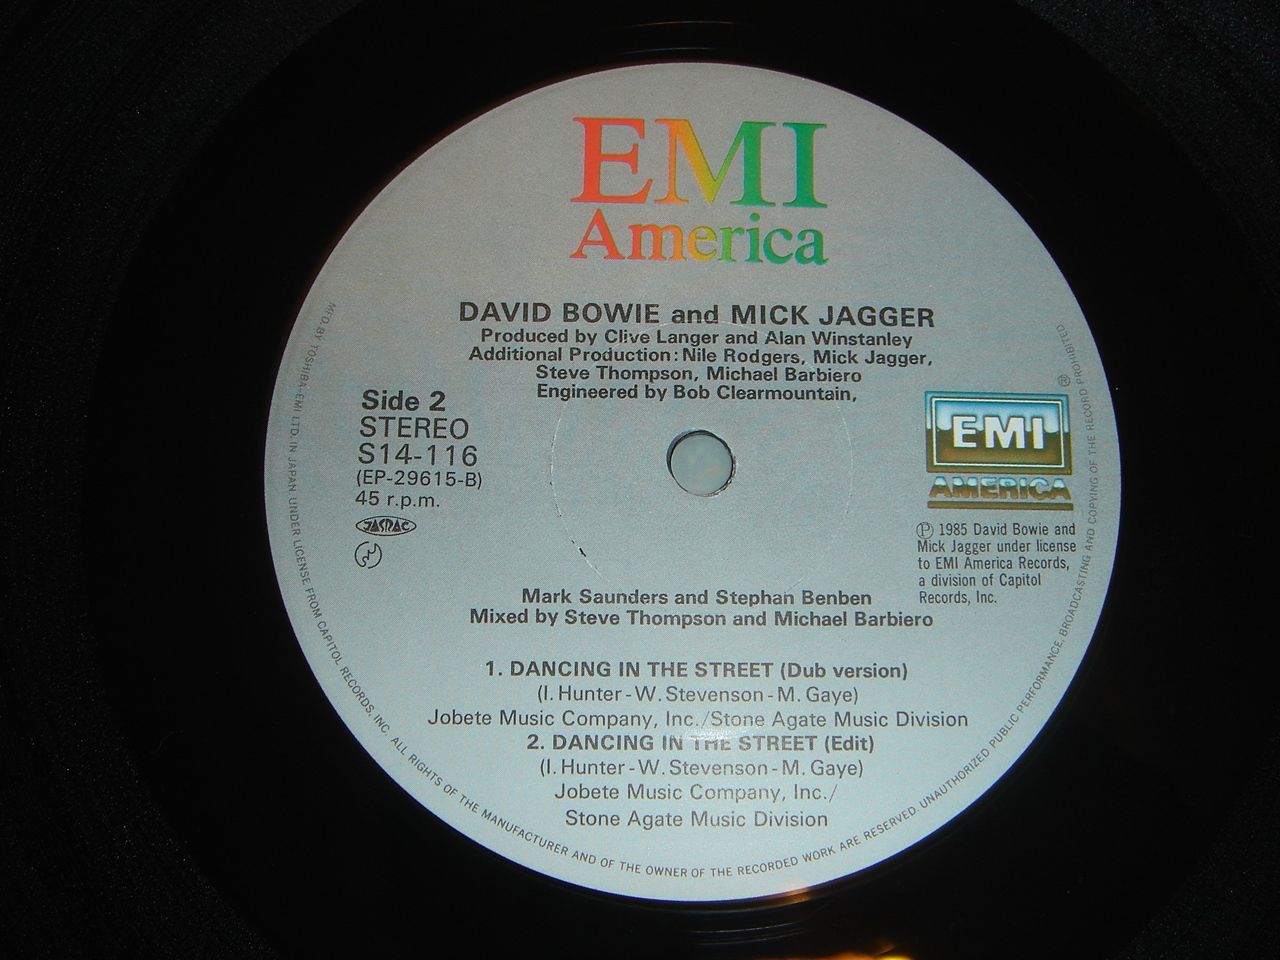 EMI
America
DAVID BOWIE and MICK JAGGER
Produced by Clive Langer and Alan Winstanley
Additional Production: Nile Rodgers, Mick Jagger,
Steve Thompson, Michael Barbiero
Engineered by Bob Clearmountain,
Side 2
STEREO
S14-116
(EP-29615-B)
45 r.p.m.
JASRAC
EMI
AMERICA
Ⓟ 1985 David Bowie and
Mick Jagger under license
to EMI America Records,
a division of Capitol
Records, Inc.
Mark Saunders and Stephan Benben
Mixed by Steve Thompson and Michael Barbiero
1. DANCING IN THE STREET (Dub version)
(I. Hunter-W. Stevenson-M. Gaye)
Jobete Music Company, Inc./Stone Agate Music Division
2. DANCING IN THE STREET (Edit)
(I. Hunter-W. Stevenson-M. Gaye)
Jobete Music Company, Inc./
Stone Agate Music Division
MFD. BY TOSHIBA-EMI LTD. IN JAPAN UNDER LICENSE FROM CAPITOL RECORDS, INC. ALL RIGHTS OF THE MANUFACTURER AND OF THE OWNER OF THE RECORDED WORK ARE RESERVED. UNAUTHORIZED PUBLIC PERFORMANCE, BROADCASTING AND COPYING OF THE RECORD PROHIBITED ®